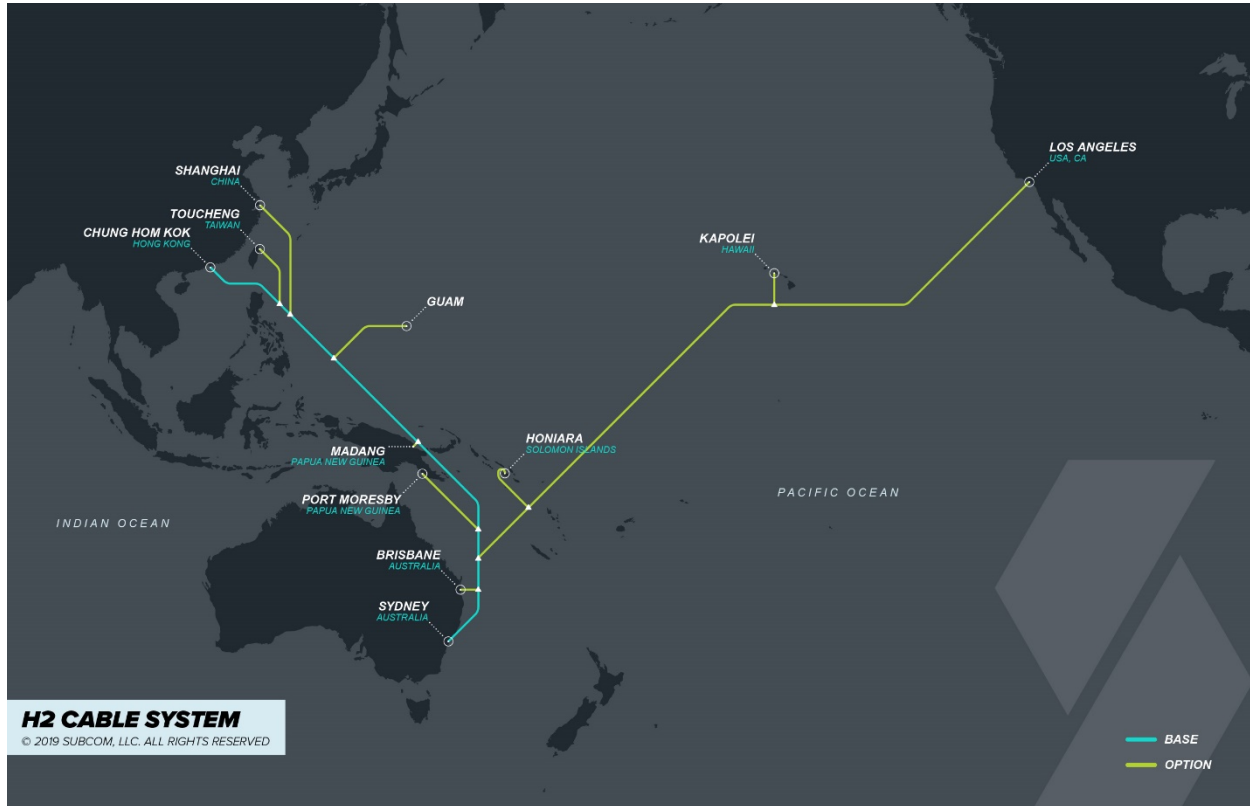 SHANGHAI
CHINA
TOUCHENG
TAIWAN
CHUNG HOM KOK
HONG KONG
GUAM
LOS ANGELES
USA, CA
KAPOLEI
HAWAII
MADANG
PAPUA NEW GUINEA
HONIARA
SOLOMON ISLANDS
PORT MORESBY
PAPUA NEW GUINEA
PACIFIC OCEAN
INDIAN OCEAN
BRISBANE
AUSTRALIA
SYDNEY
AUSTRALIA
H2 CABLE SYSTEM
© 2019 SUBCOM, LLC. ALL RIGHTS RESERVED
BASE
OPTION